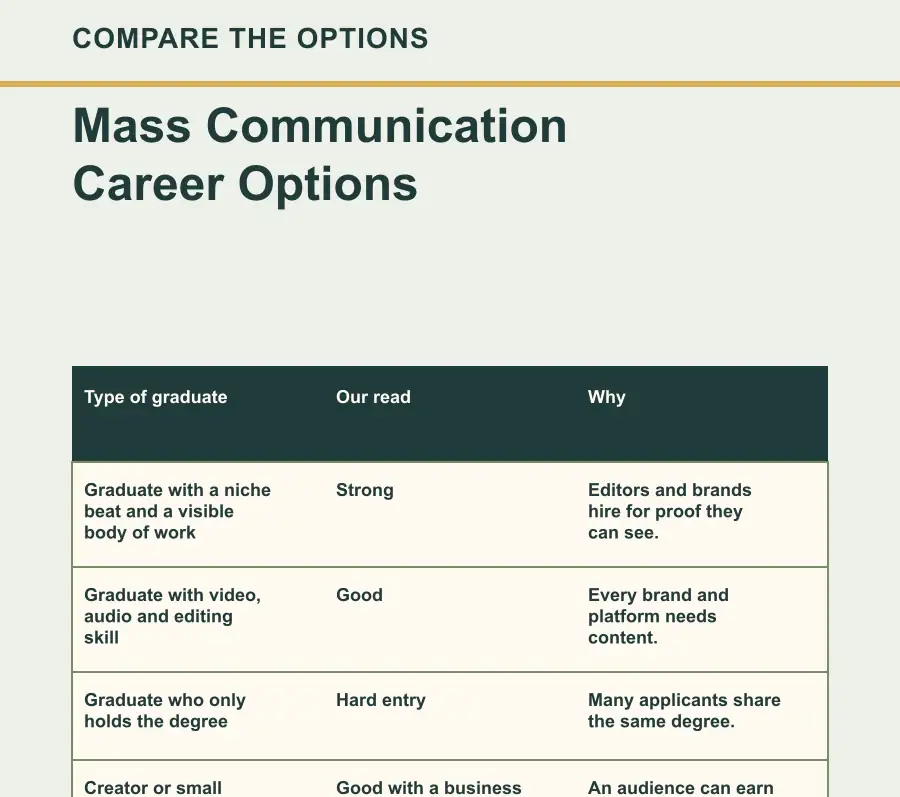 COMPARE THE OPTIONS
Mass Communication
Career Options
Type of graduate
Our read
Why
Graduate with a niche
beat and a visible
body of work
Strong
Editors and brands
hire for proof they
can see.
Graduate with video,
audio and editing
skill
Good
Every brand and
platform needs
content.
Graduate who only
holds the degree
Hard entry
Many applicants share
the same degree.
Creator or small
Good with a business
An audience can earn